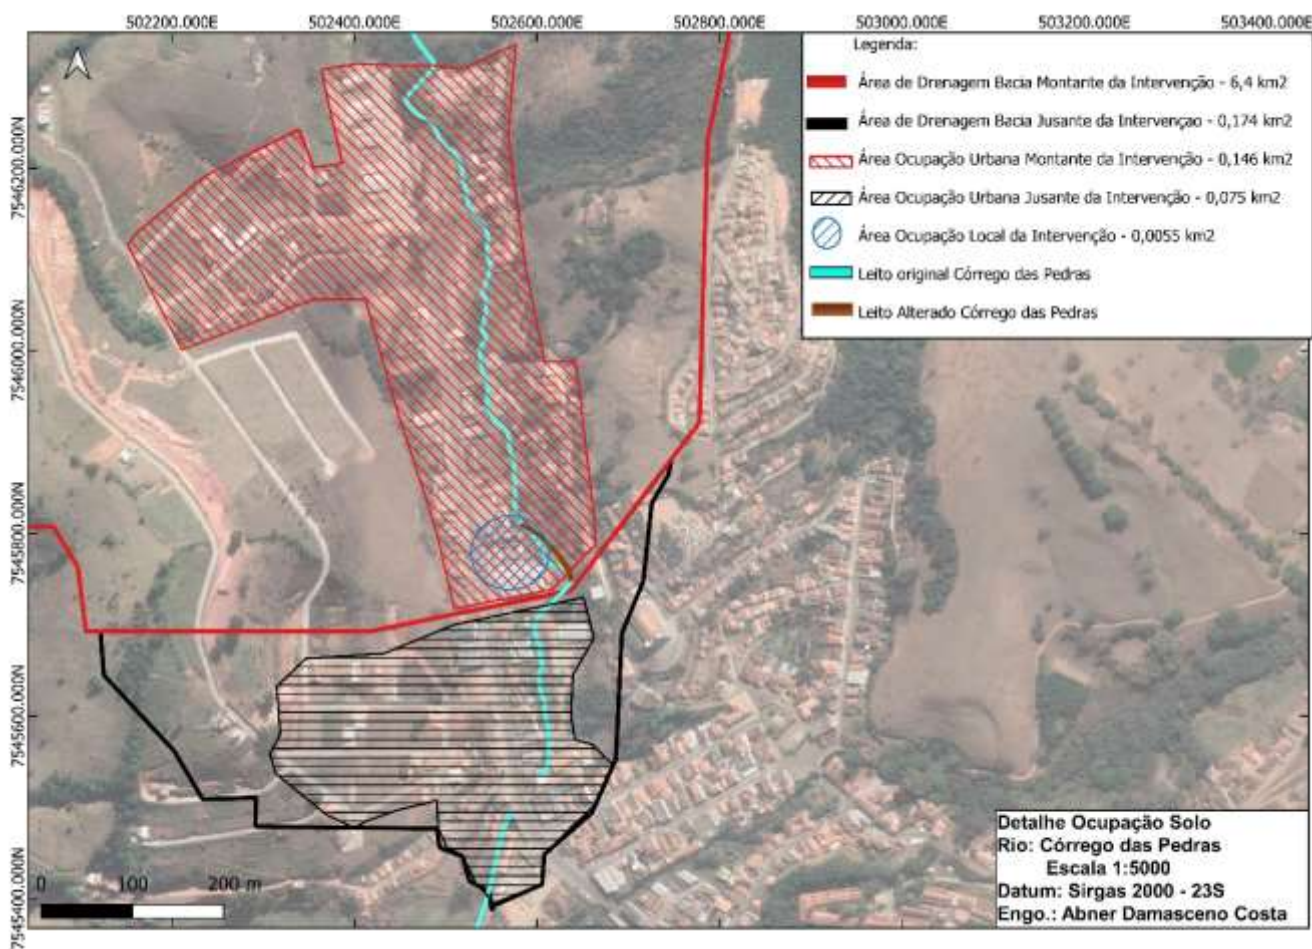 502200.000E 502400.000E 502600.000E 502800.000E 503000.000E 503200.000E 503400.000E
Legenda:
Área de Drenagem Bacia Montante da Intervenção - 6,4 km2
Área de Drenagem Bacia Jusante da Intervençao - 0,174 km2
Área Ocupação Urbana Montante da Intervenção - 0,146 km2
Área Ocupação Urbana Jusante da Intervenção - 0,075 km2
Área Ocupação Local da Intervenção - 0,0055 km2
Leito original Córrego das Pedras
Leito Alterado Córrego das Pedras
7546200.000N
7546000.000N
7545800.000N
7545600.000N
7545400.000N
0 100 200 m
Detalhe Ocupação Solo
Rio: Córrego das Pedras
Escala 1:5000
Datum: Sirgas 2000 - 23S
Engo.: Abner Damasceno Costa